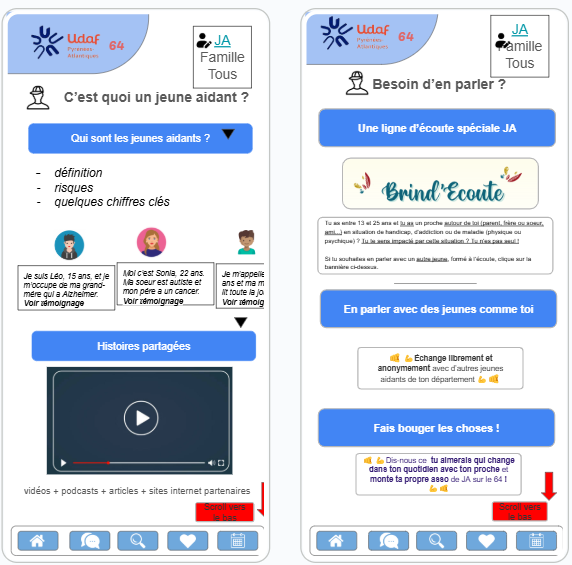 Udaf
Pyrénées
Atlantiques
64
JA
Famille
Tous
C'est quoi un jeune aidant ?
Qui sont les jeunes aidants ?
- définition
- risques
- quelques chiffres clés
Je suis Léo, 15 ans, et je
m'occupe de ma grand-
mère qui a Alzheimer.
Voir témoignage
Moi c'est Sonia, 22 ans.
Ma soeur est autiste et
mon père a un cancer.
Voir témoignage
Je m'appelle
ans et ma m
lit toute la jo
Voir témoig
Histoires partagées
vidéos + podcasts + articles + sites internet partenaires
Scroll vers
le bas
Udaf
Pyrénées
Atlantiques
64
JA
Famille
Tous
Besoin d'en parler ?
Une ligne d'écoute spéciale JA
Brind'Ecoute
Tu as entre 13 et 25 ans et tu as un proche autour de toi (parent, frère ou soeur,
ami...) en situation de handicap, d'addiction ou de maladie (physique ou
psychique) ? Tu te sens impacté par cette situation ? Tu n'es pas seul !
Si tu souhaites en parler avec un autre jeune, formé à l'écoute, clique sur la
bannière ci-dessus.
En parler avec des jeunes comme toi
Échange librement et
anonymement avec d'autres jeunes
aidants de ton département
Fais bouger les choses !
Dis-nous ce tu aimerais qui change
dans ton quotidien avec ton proche et
monte ta propre asso de JA sur le 64 !
Scroll vers
le bas